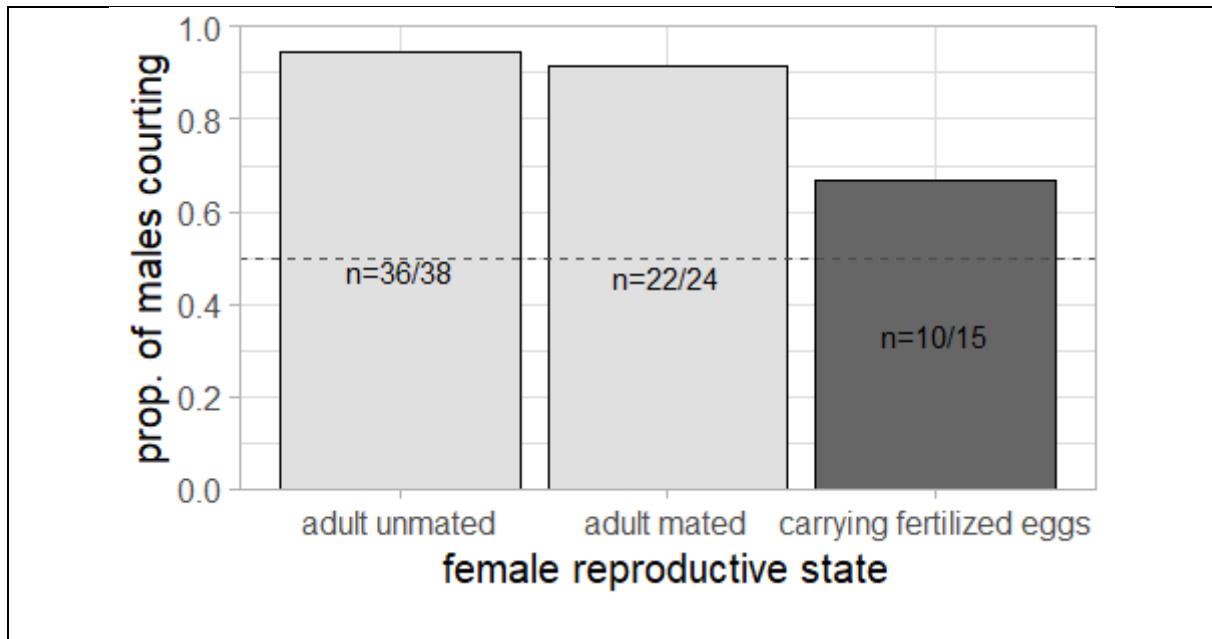 prop. of males courting
1.0
0.8
0.6
0.4
0.2
0.0
n=36/38
n=22/24
n=10/15
adult unmated
adult mated
carrying fertilized eggs
female reproductive state